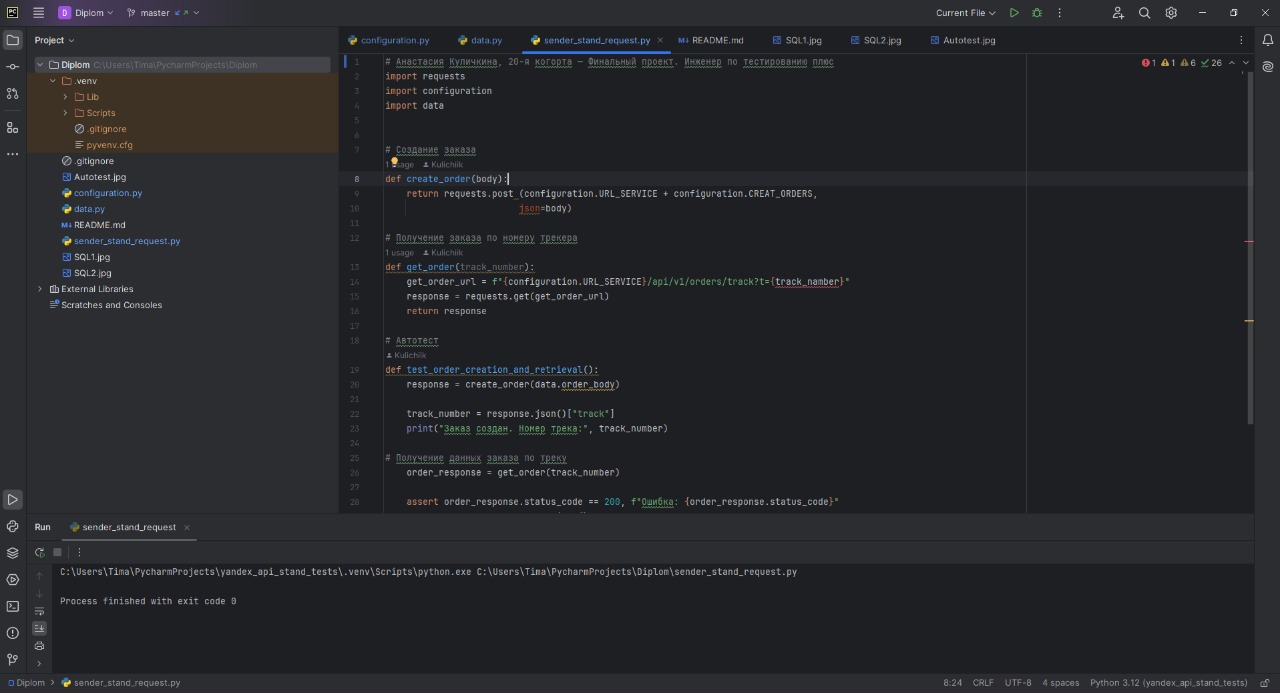 PC
D Diplom
master
Current File
Project
configuration.py
data.py
sender_stand_request.py
README.md
SQL1.jpg
SQL2.jpg
Autotest.jpg
Diplom C:\Users\Tima\PycharmProjects\Diplom
.venv
Lib
Scripts
.gitignore
pyvenv.cfg
.gitignore
Autotest.jpg
configuration.py
data.py
README.md
sender_stand_request.py
SQL1.jpg
SQL2.jpg
External Libraries
Scratches and Consoles
1 1 6 26
1 # Анастасия Куличкина, 20-я когорта — Финальный проект. Инженер по тестированию плюс
2 import requests
3 import configuration
4 import data
5
6
7 # Создание заказа
1 usage Kulichiik
8 def create_order(body):
9 return requests.post (configuration.URL_SERVICE + configuration.CREAT_ORDERS,
10 json=body)
11
12 # Получение заказа по номеру трекера
1 usage Kulichiik
13 def get_order(track_number):
14 get_order_url = f"{configuration.URL_SERVICE}/api/v1/orders/track?t={track_namber}"
15 response = requests.get(get_order_url)
16 return response
17
18 # Автотест
Kulichiik
19 def test_order_creation_and_retrieval():
20 response = create_order(data.order_body)
21
22 track_number = response.json()["track"]
23 print("Заказ создан. Номер трека:", track_number)
24
25 # Получение данных заказа по треку
26 order_response = get_order(track_number)
27
28 assert order_response.status_code == 200, f"Ошибка: {order_response.status_code}"
Run sender_stand_request
C:\Users\Tima\PycharmProjects\yandex_api_stand_tests\.venv\Scripts\python.exe C:\Users\Tima\PycharmProjects\Diplom\sender_stand_request.py
Process finished with exit code 0
Diplom > sender_stand_request.py
8:24 CRLF UTF-8 4 spaces Python 3.12 (yandex_api_stand_tests)